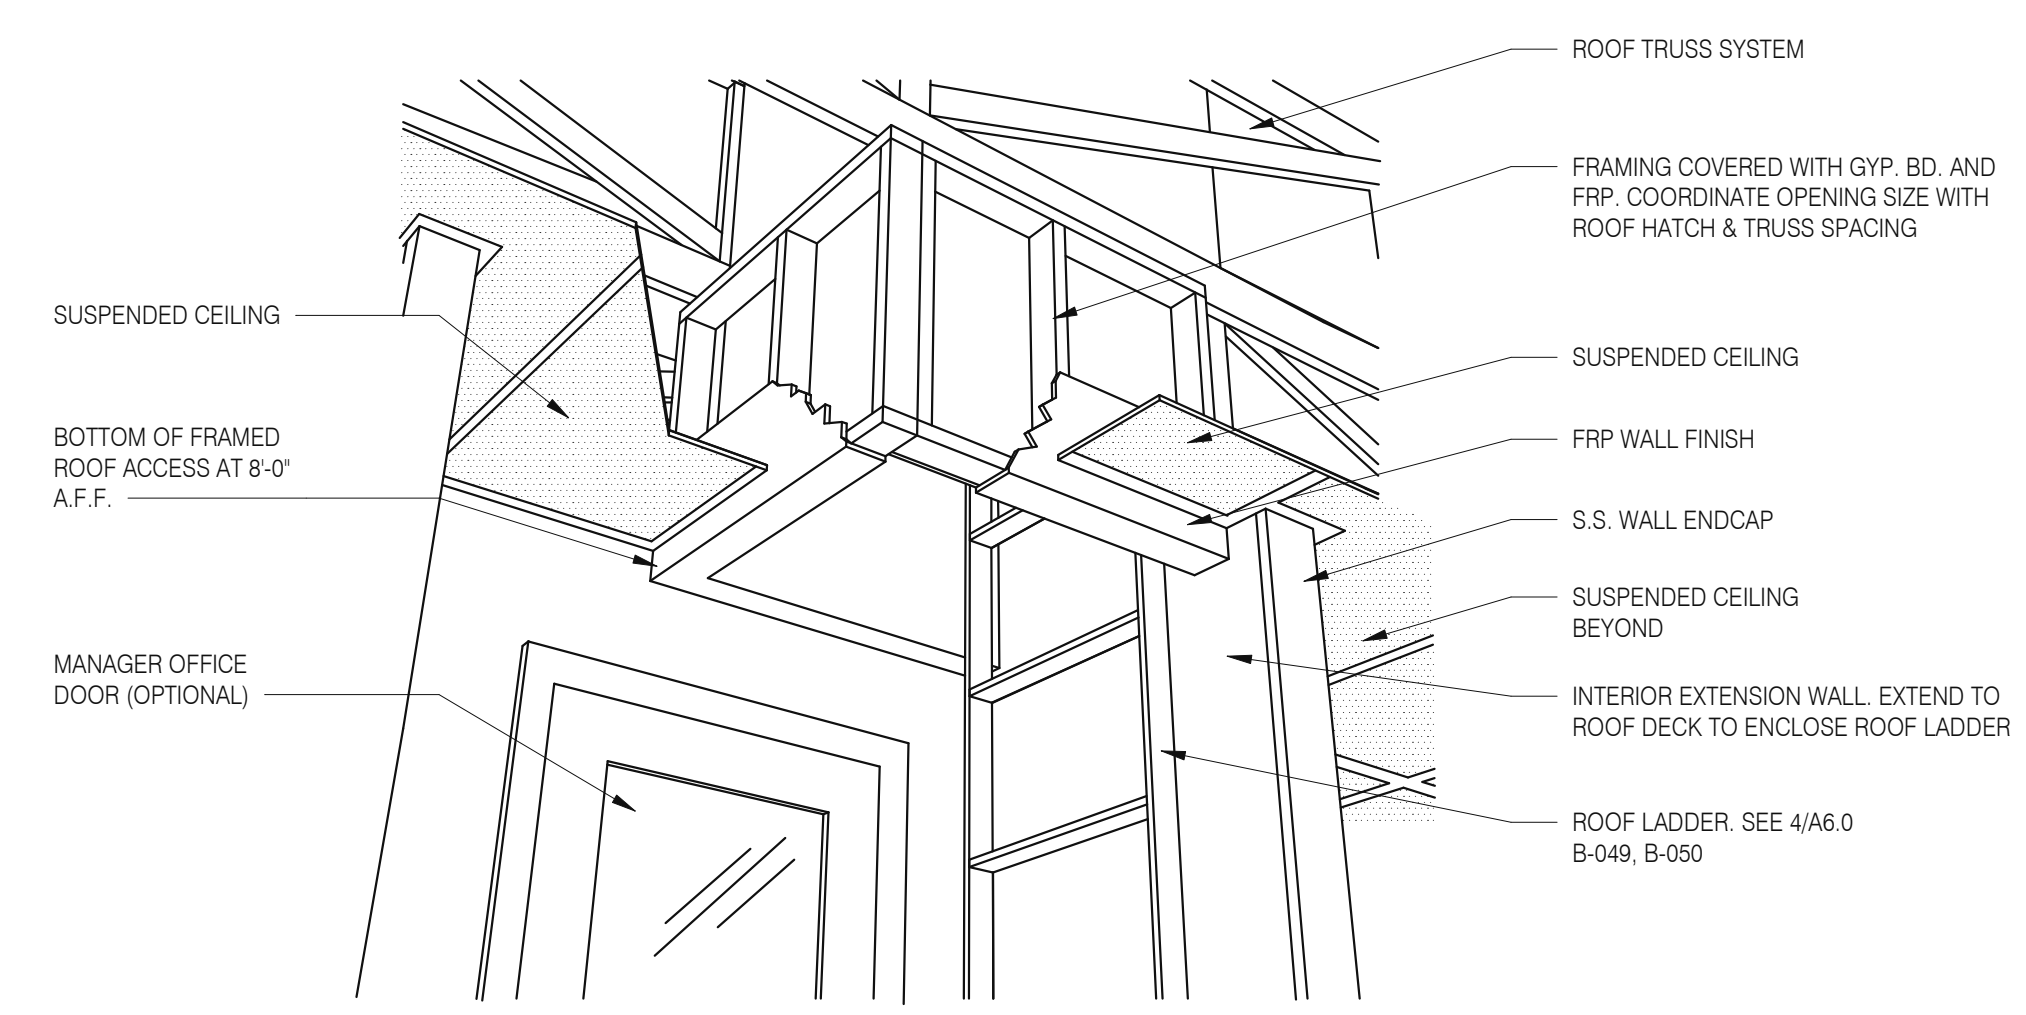 SUSPENDED CEILING
BOTTOM OF FRAMED
ROOF ACCESS AT 8'-0"
A.F.F.
MANAGER OFFICE
DOOR (OPTIONAL)
ROOF TRUSS SYSTEM
FRAMING COVERED WITH GYP. BD. AND
FRP. COORDINATE OPENING SIZE WITH
ROOF HATCH & TRUSS SPACING
SUSPENDED CEILING
FRP WALL FINISH
S.S. WALL ENDCAP
SUSPENDED CEILING
BEYOND
INTERIOR EXTENSION WALL. EXTEND TO
ROOF DECK TO ENCLOSE ROOF LADDER
ROOF LADDER. SEE 4/A6.0
B-049, B-050